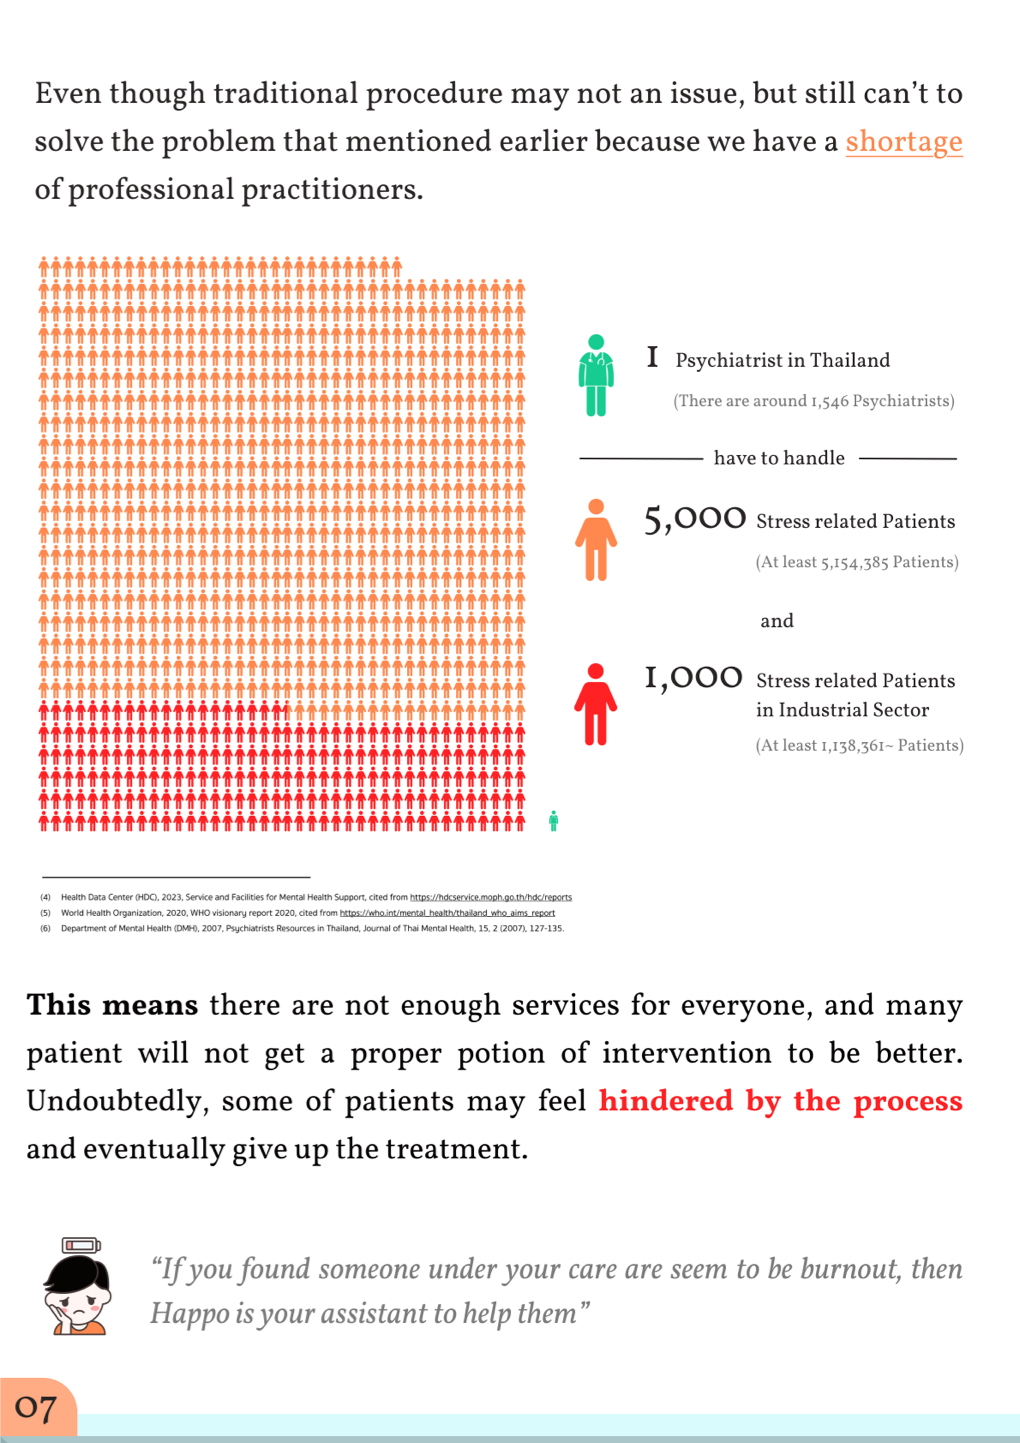 Even though traditional procedure may not an issue, but still can't to
solve the problem that mentioned earlier because we have a shortage
of professional practitioners.
1 Psychiatrist in Thailand
(There are around 1,546 Psychiatrists)
have to handle
5,000 Stress related Patients
(At least 5,154,385 Patients)
and
1,000 Stress related Patients
in Industrial Sector
(At least 1,138,361~ Patients)
(4) Health Data Center (HDC), 2023, Service and Facilities for Mental Health Support, cited from https://hdcservice.moph.go.th/hdc/reports
(5) World Health Organization, 2020, WHO visionary report 2020, cited from https://who.int/mental_health/thailand_who_aims_report
(6) Department of Mental Health (DMH), 2007, Psychiatrists Resources in Thailand, Journal of Thai Mental Health, 15, 2 (2007), 127-135.
This means there are not enough services for everyone, and many
patient will not get a proper potion of intervention to be better.
Undoubtedly, some of patients may feel hindered by the process
and eventually give up the treatment.
“If you found someone under your care are seem to be burnout, then
Happo is your assistant to help them”
07